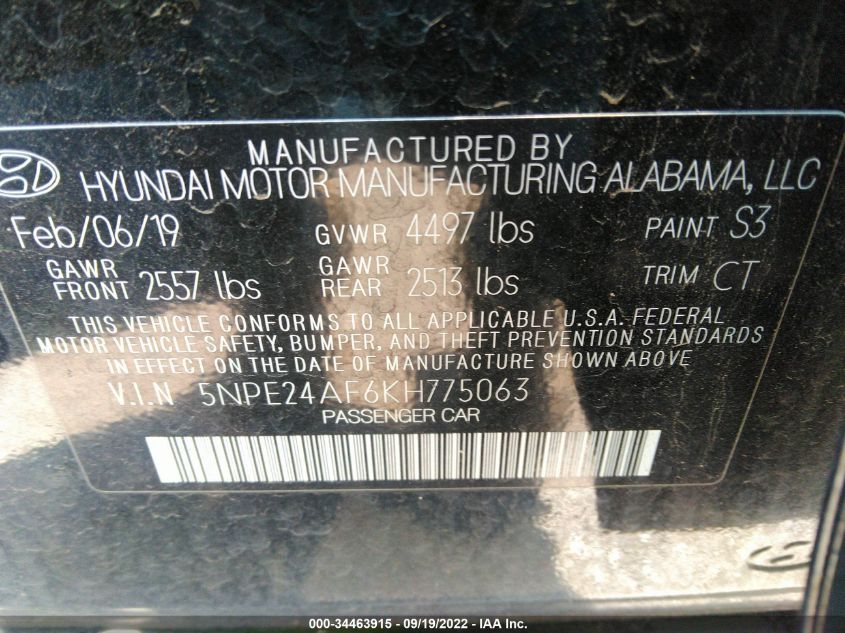 MANUFACTURED BY
HYUNDAI MOTOR MANUFACTURING ALABAMA, LLC
Feb/06/19 GVWR 4497 lbs PAINT S3
GAWR FRONT 2557 lbs GAWR REAR 2513 lbs TRIM CT
THIS VEHICLE CONFORMS TO ALL APPLICABLE U.S.A. FEDERAL
MOTOR VEHICLE SAFETY, BUMPER, AND THEFT PREVENTION STANDARDS
IN EFFECT ON THE DATE OF MANUFACTURE SHOWN ABOVE
V.I.N 5NPE24AF6KH775063
PASSENGER CAR
000-34463915 - 09/19/2022 - IAA Inc.